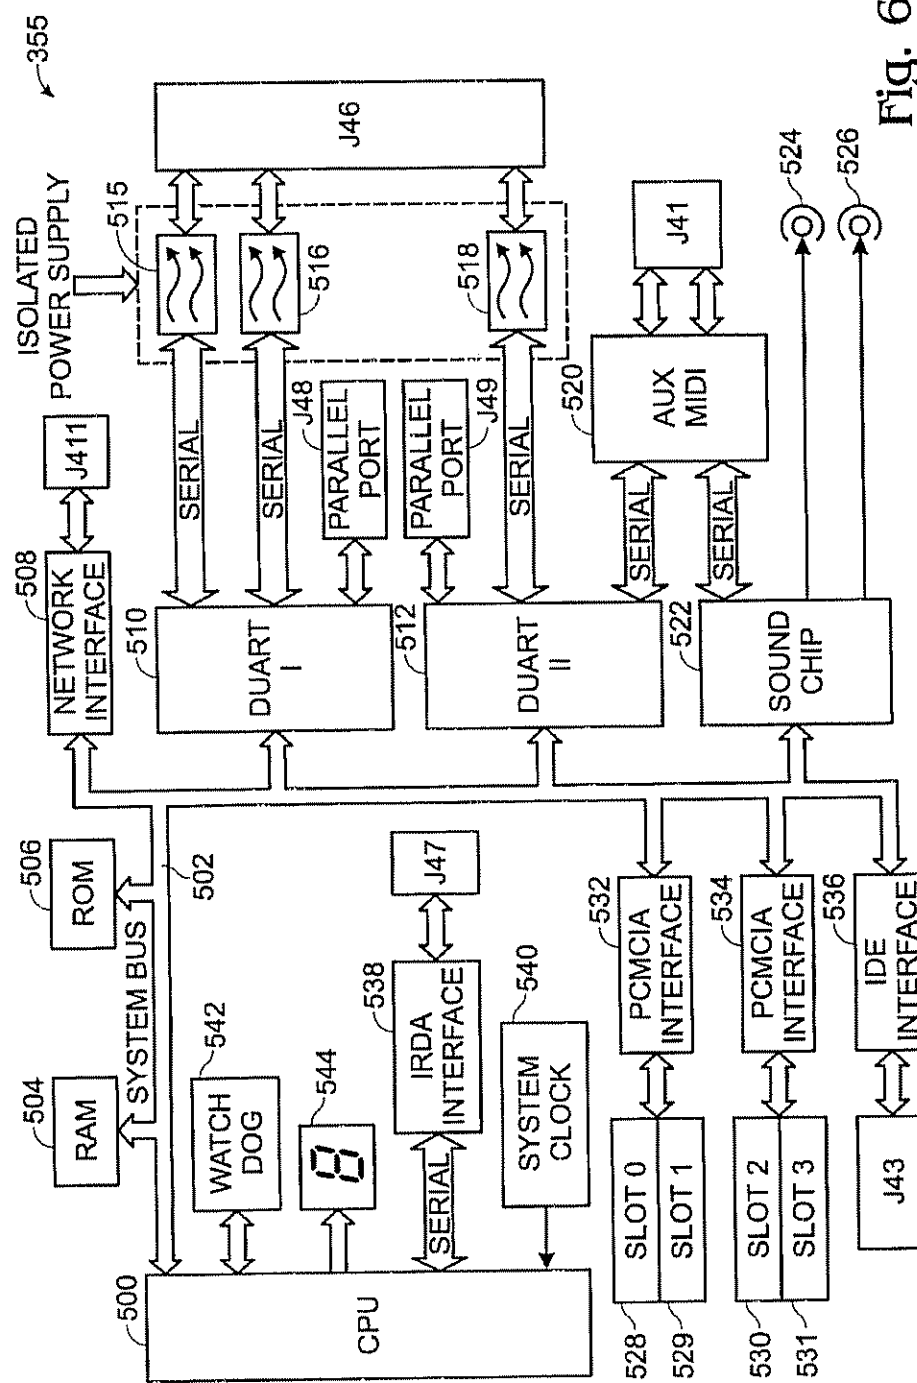 355
ISOLATED
POWER SUPPLY
515
J46
516
518
J411
508
NETWORK
INTERFACE
SERIAL
SERIAL
J48
PARALLEL
PORT
PARALLEL
PORT
J49
SERIAL
510
DUART
I
512
DUART
II
SERIAL
SERIAL
520
AUX
MIDI
J41
522
SOUND
CHIP
524
526
506
ROM
504
RAM
SYSTEM BUS
502
542
WATCH
DOG
544
8
500
CPU
SERIAL
538
IRDA
INTERFACE
J47
540
SYSTEM
CLOCK
532
PCMCIA
INTERFACE
534
PCMCIA
INTERFACE
536
IDE
INTERFACE
SLOT 0
SLOT 1
SLOT 2
SLOT 3
J43
528
529
530
531
Fig. 6